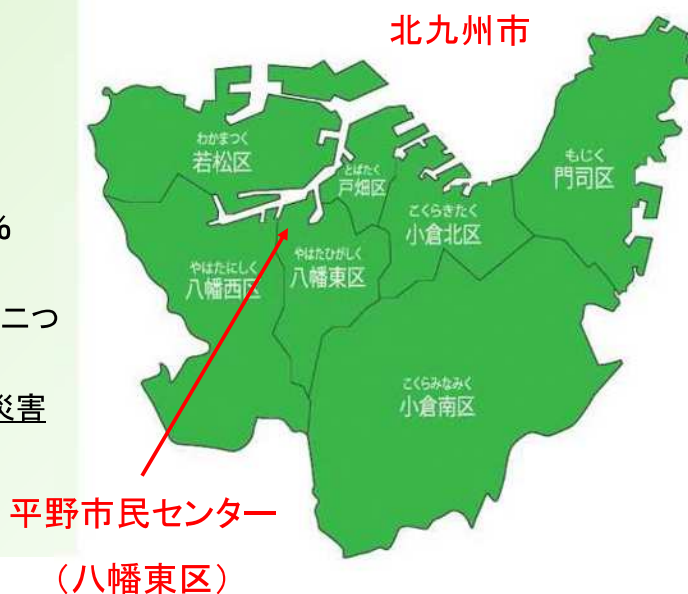 北九州市
わかまつく
若松区
とばたく
戸畑区
もじく
門司区
こくらきたく
小倉北区
%
やはたにしく
八幡西区
やはたひがしく
八幡東区
二つ
災害
こくらみなみく
小倉南区
平野市民センター
（八幡東区）